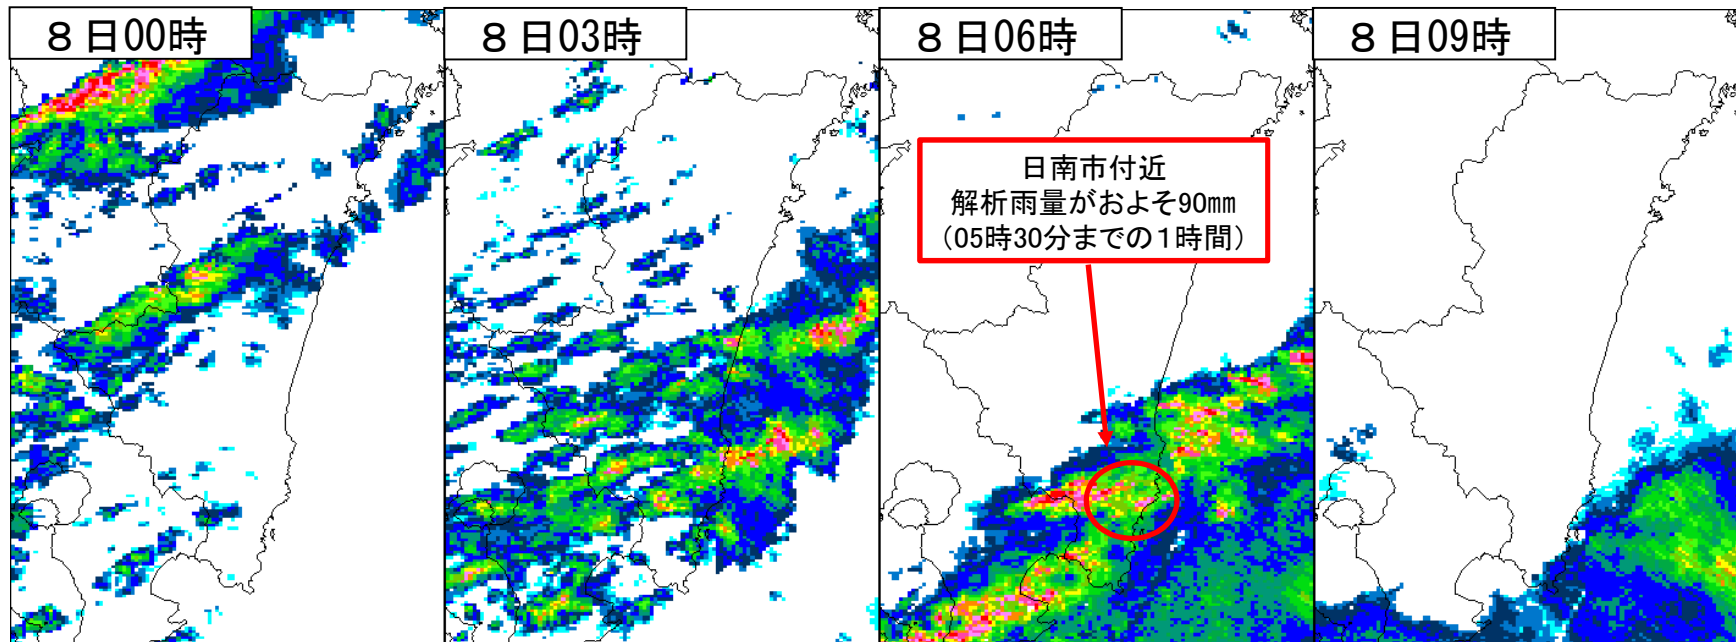 ８日00時
８日03時
８日06時
８日09時
日南市付近
解析雨量がおよそ90㎜
（05時30分までの１時間）